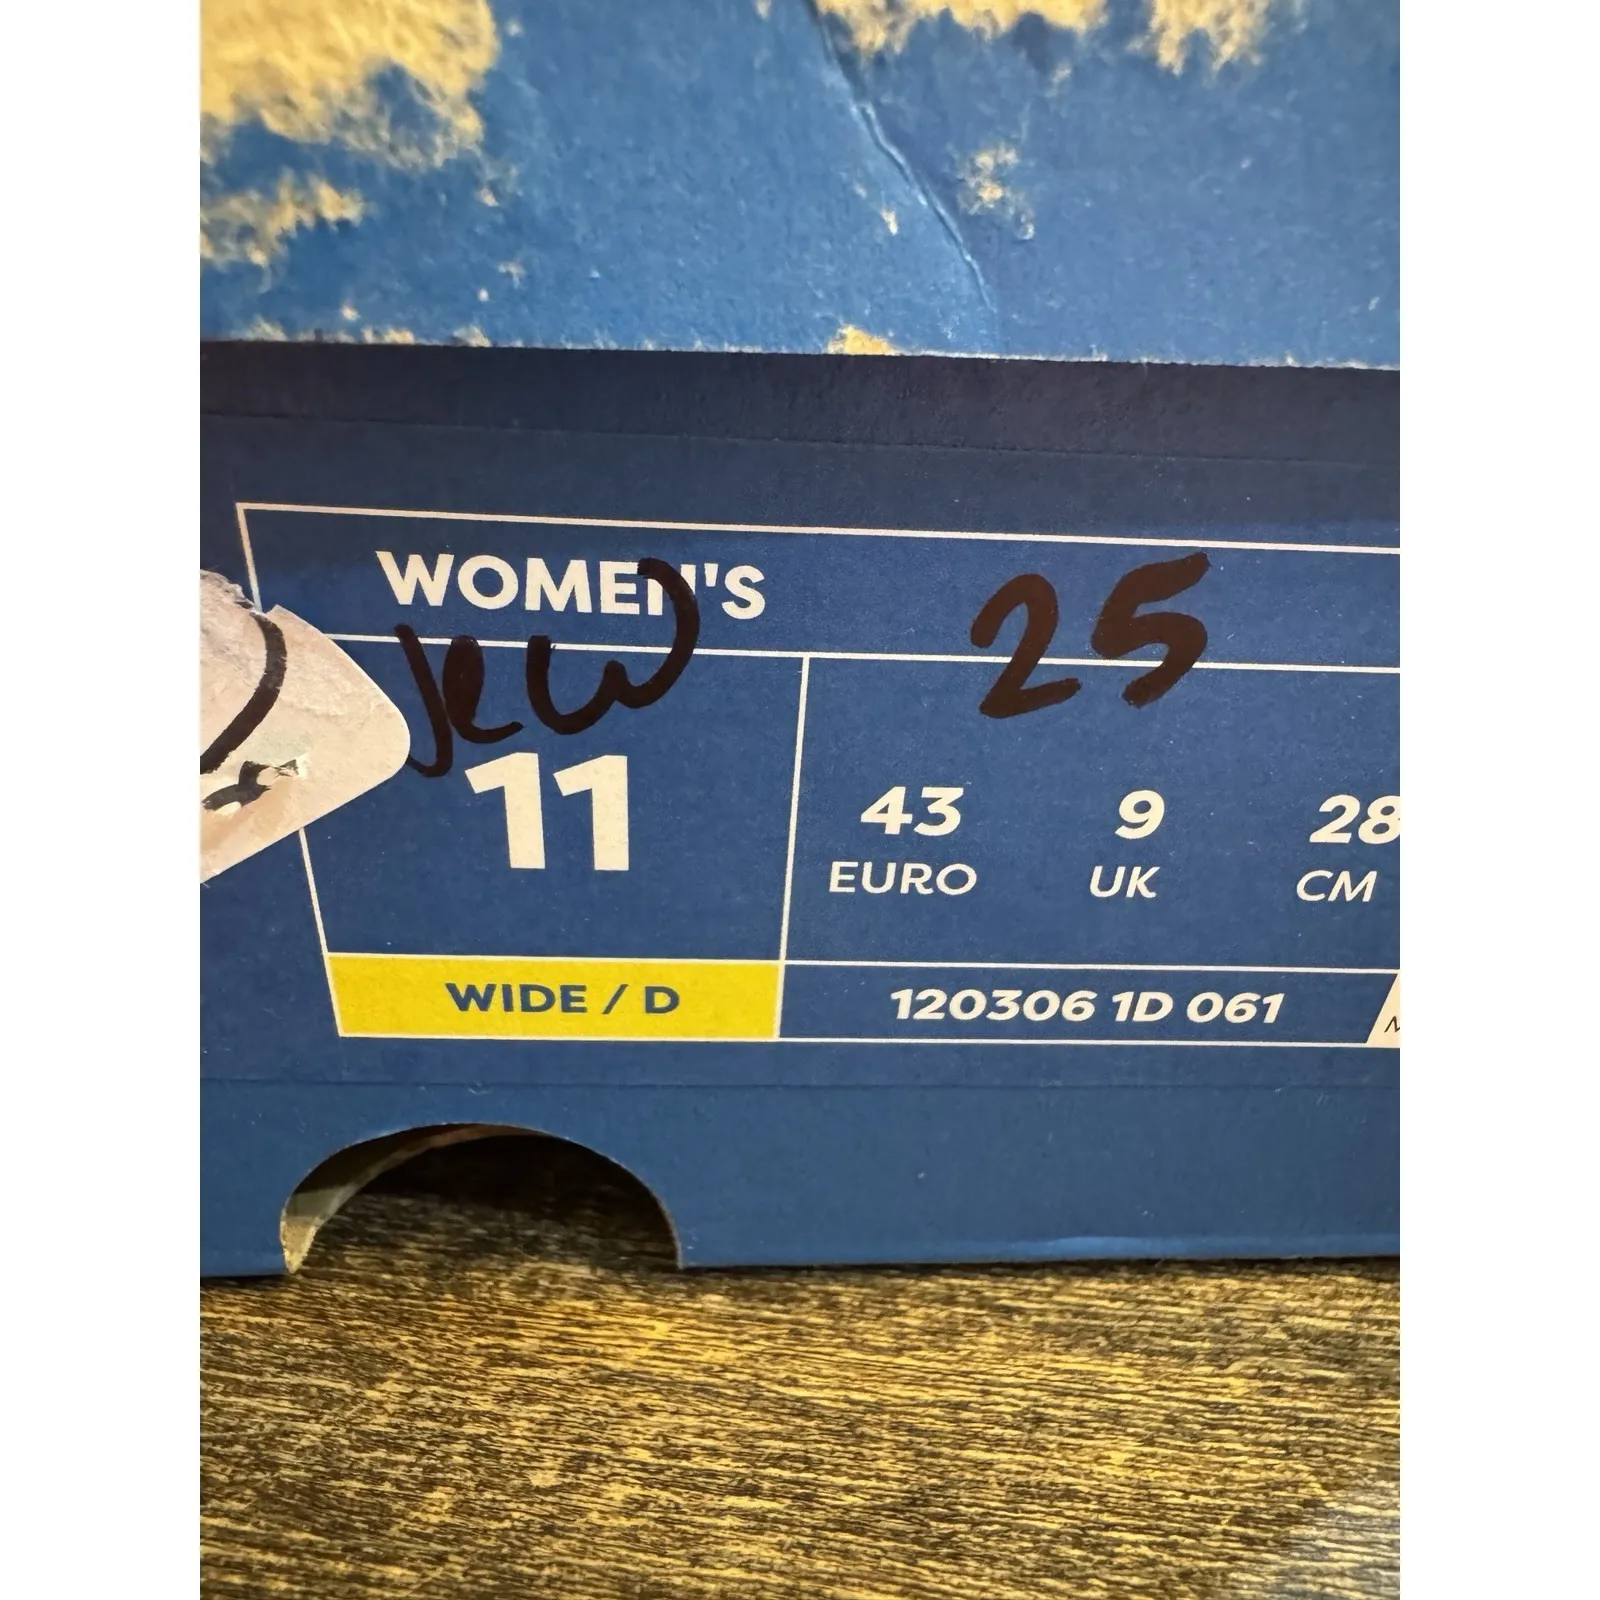 WOMEN'S
25
11
43 9 28
EURO UK CM
WIDE / D
120306 1D 061